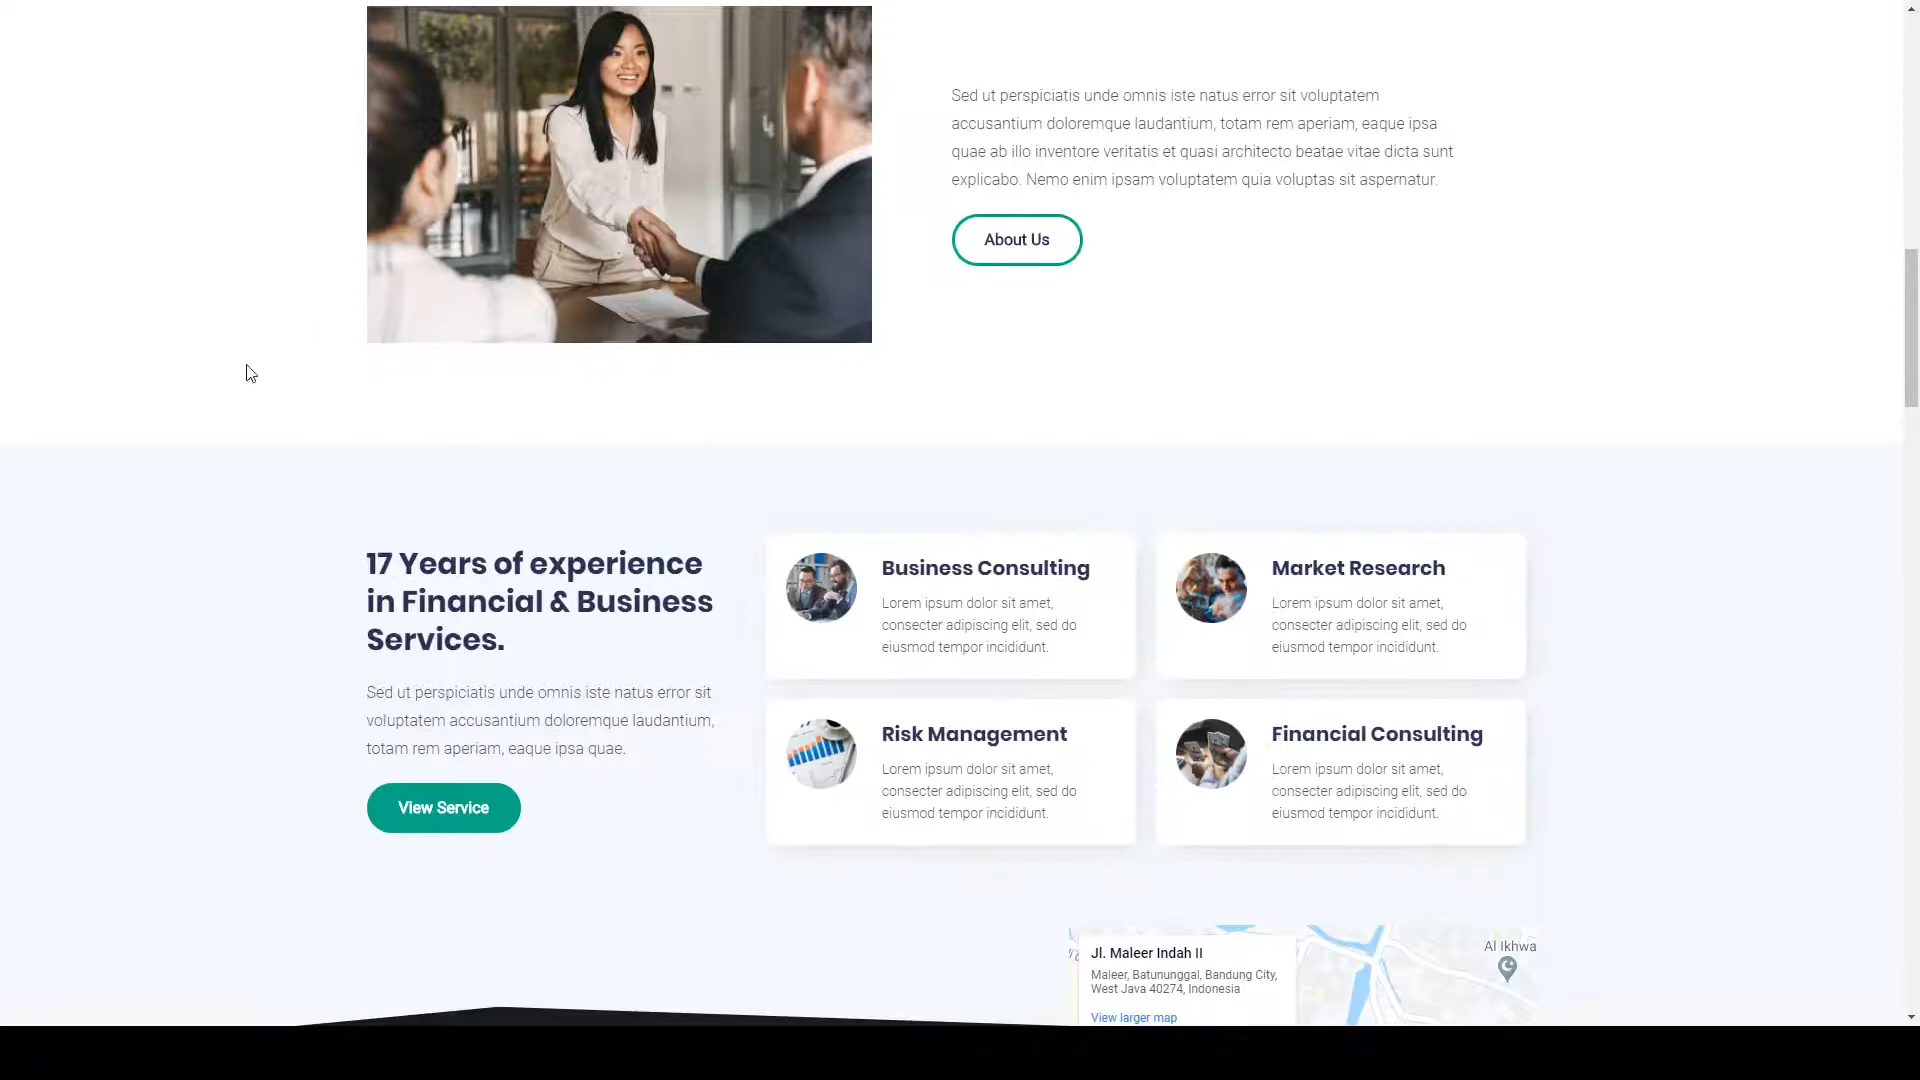 Sed ut perspiciatis unde omnis iste natus error sit voluptatem
accusantium doloremque laudantium, totam rem aperiam, eaque ipsa
quae ab illo inventore veritatis et quasi architecto beatae vitae dicta sunt
explicabo. Nemo enim ipsam voluptatem quia voluptas sit aspernatur.
About Us
17 Years of experience
in Financial & Business
Services.
Sed ut perspiciatis unde omnis iste natus error sit
voluptatem accusantium doloremque laudantium,
totam rem aperiam, eaque ipsa quae.
View Service
Business Consulting
Lorem ipsum dolor sit amet,
consecter adipiscing elit, sed do
eiusmod tempor incididunt.
Market Research
Lorem ipsum dolor sit amet,
consecter adipiscing elit, sed do
eiusmod tempor incididunt.
Risk Management
Lorem ipsum dolor sit amet,
consecter adipiscing elit, sed do
eiusmod tempor incididunt.
Financial Consulting
Lorem ipsum dolor sit amet,
consecter adipiscing elit, sed do
eiusmod tempor incididunt.
Jl. Maleer Indah II
Maleer, Batununggal, Bandung City,
West Java 40274, Indonesia
View larger map
Al Ikhwa